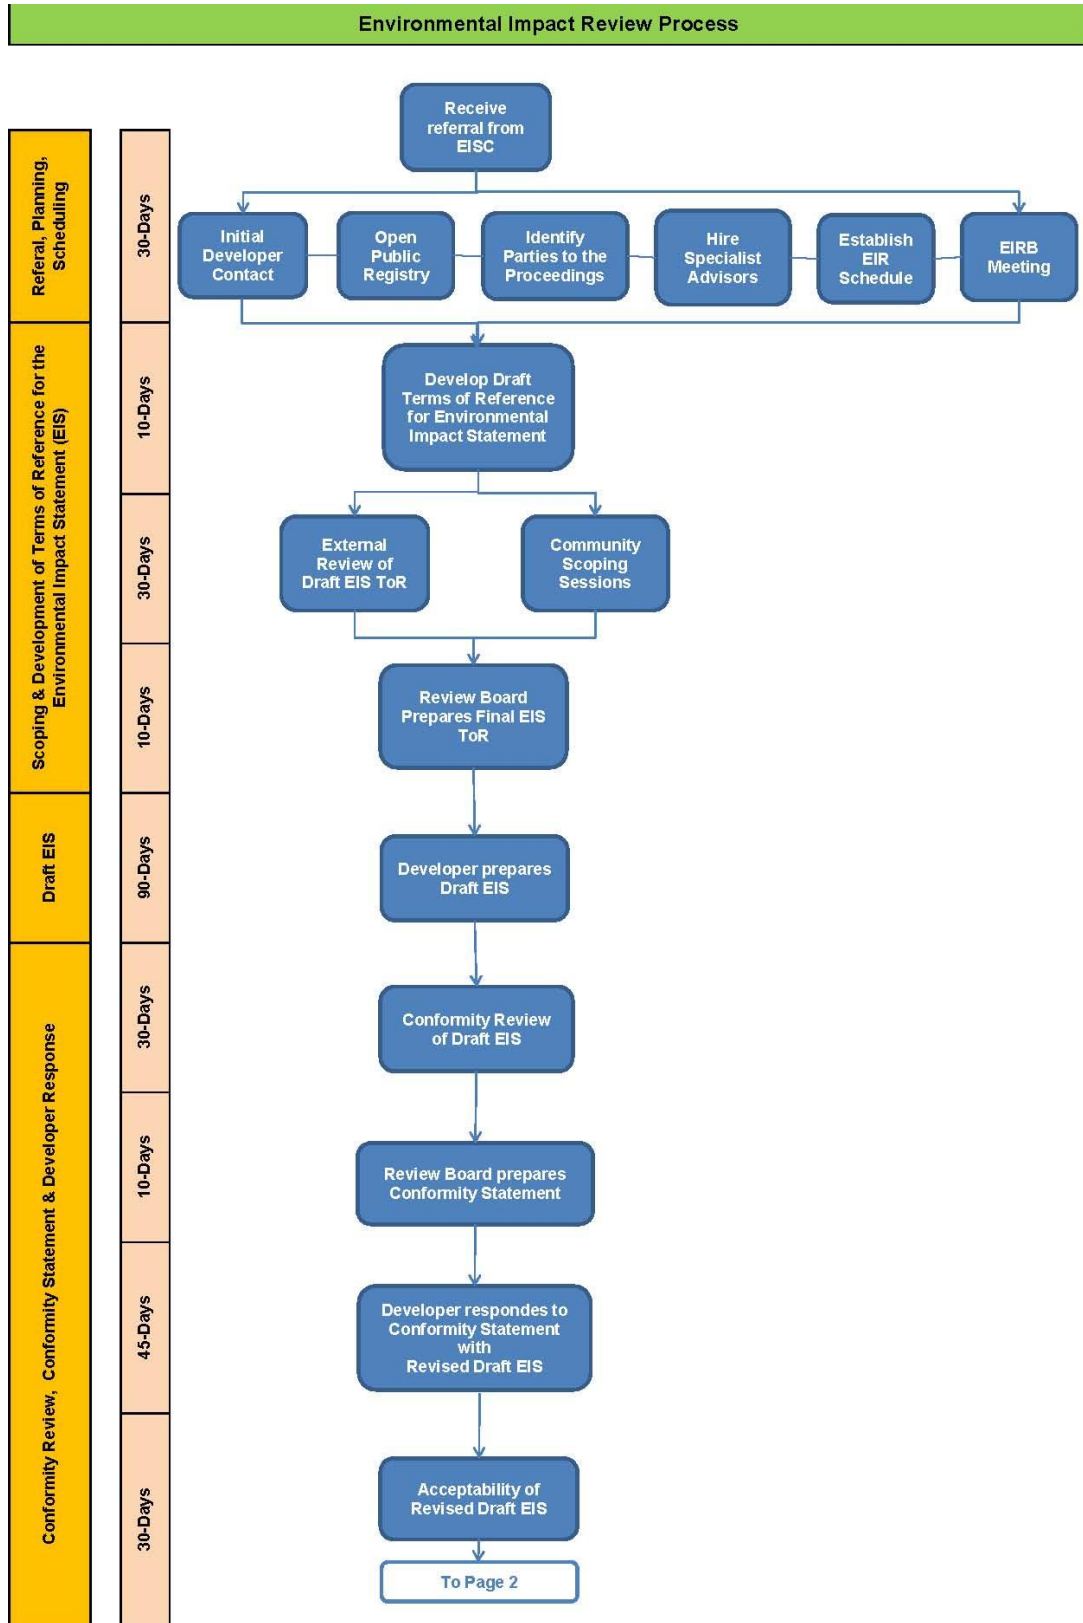 Environmental Impact Review Process
Receive
referral from
EISC
Referal, Planning,
Scheduling
30-Days
Initial
Developer
Contact
Open
Public
Registry
Identify
Parties to the
Proceedings
Hire
Specialist
Advisors
Establish
EIR
Schedule
EIRB
Meeting
Scoping & Development of Terms of Reference for the
Environmental Impact Statement (EIS)
10-Days
Develop Draft
Terms of Reference
for Environmental
Impact Statement
30-Days
External
Review of
Draft EIS ToR
Community
Scoping
Sessions
10-Days
Review Board
Prepares Final EIS
ToR
Draft EIS
90-Days
Developer prepares
Draft EIS
Conformity Review, Conformity Statement & Developer Response
30-Days
Conformity Review
of Draft EIS
10-Days
Review Board prepares
Conformity Statement
45-Days
Developer respondes to
Conformity Statement
with
Revised Draft EIS
30-Days
Acceptability of
Revised Draft EIS
To Page 2